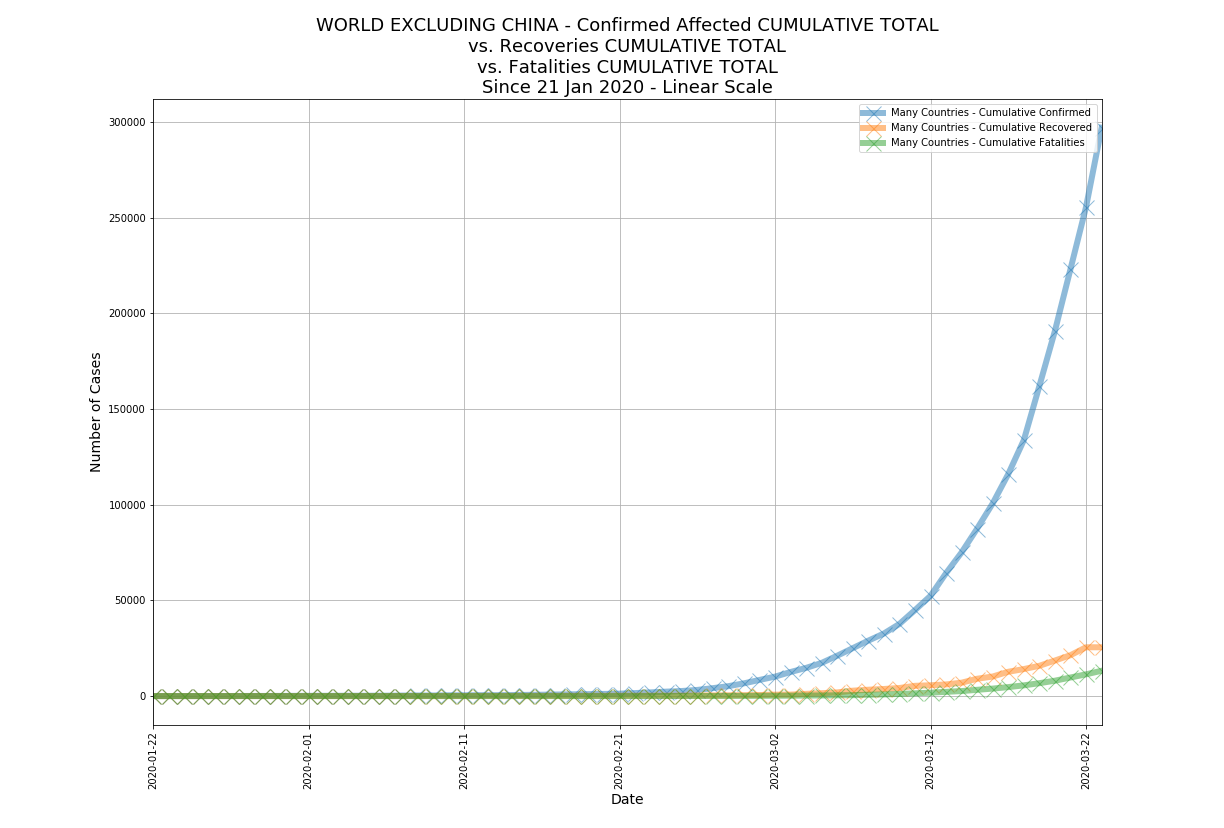 WORLD EXCLUDING CHINA - Confirmed Affected CUMULATIVE TOTAL
vs. Recoveries CUMULATIVE TOTAL
vs. Fatalities CUMULATIVE TOTAL
Since 21 Jan 2020 - Linear Scale
Many Countries - Cumulative Confirmed
Many Countries - Cumulative Recovered
Many Countries - Cumulative Fatalities
Number of Cases
300000
250000
200000
150000
100000
50000
0
2020-01-22
2020-02-01
2020-02-11
2020-02-21
2020-03-02
2020-03-12
2020-03-22
Date